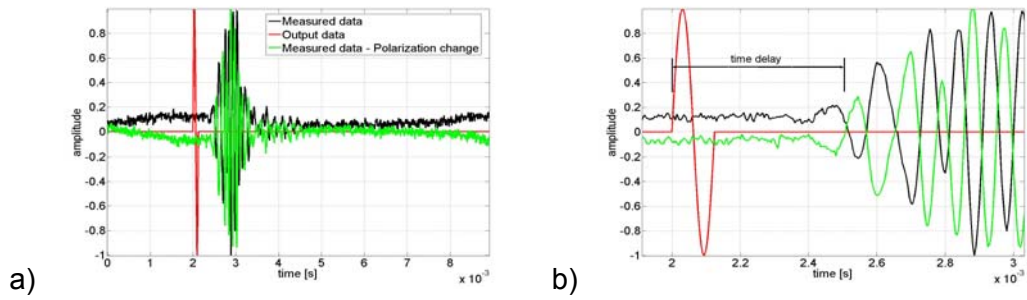 Measured data
Output data
Measured data - Polarization change
amplitude
0.8
0.6
0.4
0.2
0
-0.2
-0.4
-0.6
-0.8
-1
0 1 2 3 4 5 6 7 8
time [s]
x 10⁻³
a)
time delay
amplitude
0.8
0.6
0.4
0.2
0
-0.2
-0.4
-0.6
-0.8
-1
2 2.2 2.4 2.6 2.8 3
time [s]
x 10⁻³
b)